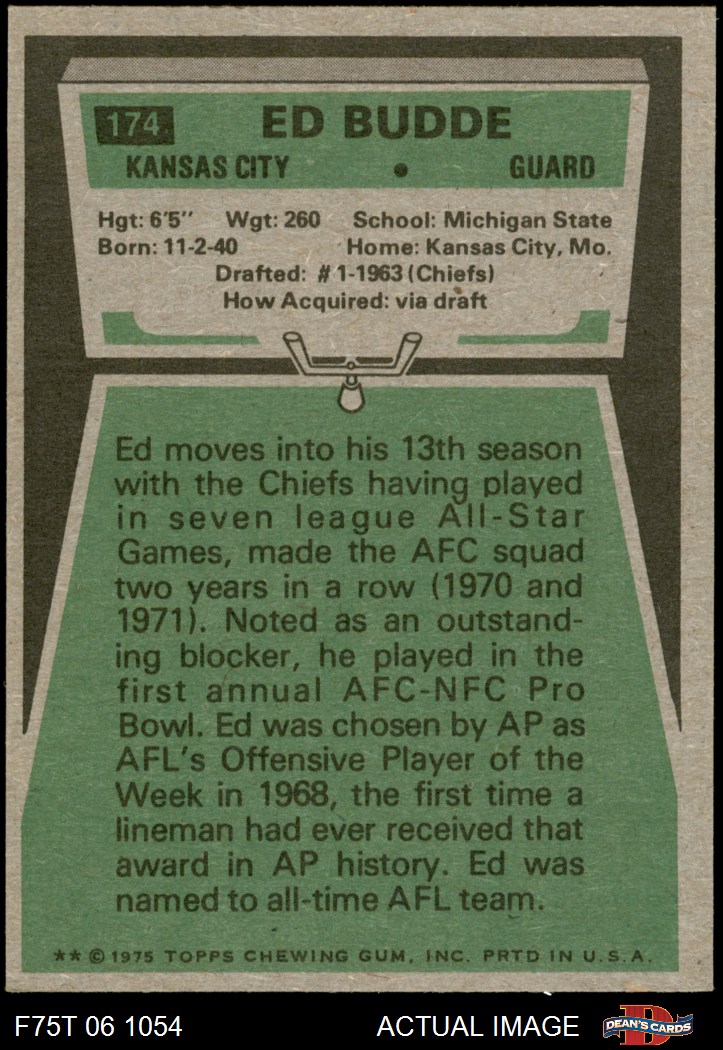 174 ED BUDDE
KANSAS CITY • GUARD
Hgt: 6'5" Wgt: 260 School: Michigan State
Born: 11-2-40 Home: Kansas City, Mo.
Drafted: #1-1963 (Chiefs)
How Acquired: via draft
Ed moves into his 13th season
with the Chiefs having played
in seven league All-Star
Games, made the AFC squad
two years in a row (1970 and
1971). Noted as an outstand-
ing blocker, he played in the
first annual AFC-NFC Pro
Bowl. Ed was chosen by AP as
AFL's Offensive Player of the
Week in 1968, the first time a
lineman had ever received that
award in AP history. Ed was
named to all-time AFL team.
** © 1975 TOPPS CHEWING GUM, INC. PRTD IN U.S.A.
F75T 06 1054 ACTUAL IMAGE D DEAN'S CARDS